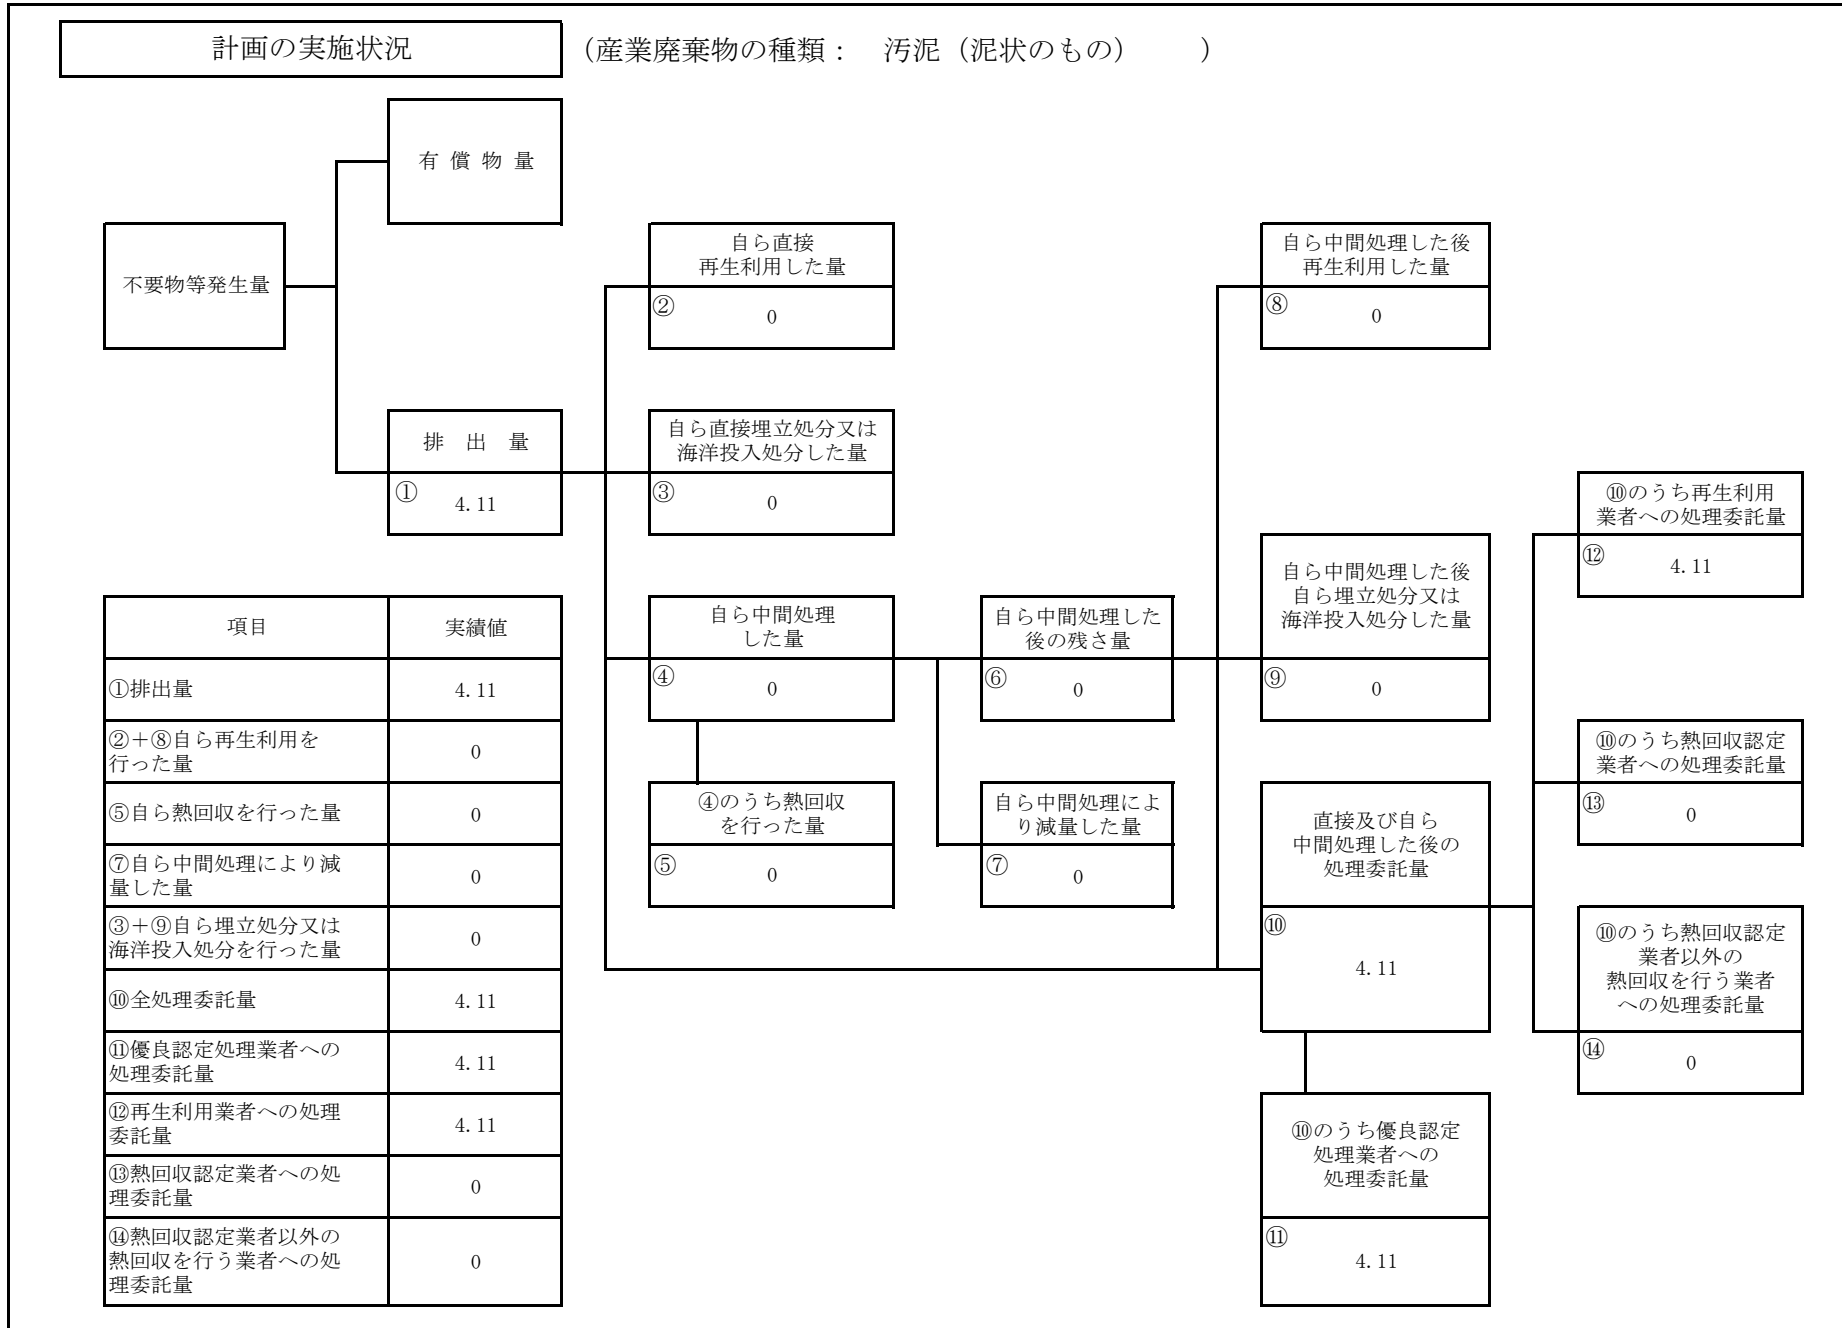 計画の実施状況
（産業廃棄物の種類：　汚泥（泥状のもの）　　）
有 償 物 量
不要物等発生量
排 出 量
①
4.11
自ら直接
再生利用した量
②
0
自ら直接埋立処分又は
海洋投入処分した量
③
0
自ら中間処理
した量
④
0
④のうち熱回収
を行った量
⑤
0
自ら中間処理した
後の残さ量
⑥
0
自ら中間処理によ
り減量した量
⑦
0
自ら中間処理した後
再生利用した量
⑧
0
自ら中間処理した後
自ら埋立処分又は
海洋投入処分した量
⑨
0
直接及び自ら
中間処理した後の
処理委託量
⑩
4.11
⑩のうち優良認定
処理業者への
処理委託量
⑪
4.11
⑩のうち再生利用
業者への処理委託量
⑫
4.11
⑩のうち熱回収認定
業者への処理委託量
⑬
0
⑩のうち熱回収認定
業者以外の
熱回収を行う業者
への処理委託量
⑭
0
項目 実績値
①排出量 4.11
②＋⑧自ら再生利用を
行った量 0
⑤自ら熱回収を行った量 0
⑦自ら中間処理により減
量した量 0
③＋⑨自ら埋立処分又は
海洋投入処分を行った量 0
⑩全処理委託量 4.11
⑪優良認定処理業者への
処理委託量 4.11
⑫再生利用業者への処理
委託量 4.11
⑬熱回収認定業者への処
理委託量 0
⑭熱回収認定業者以外の
熱回収を行う業者への処
理委託量 0